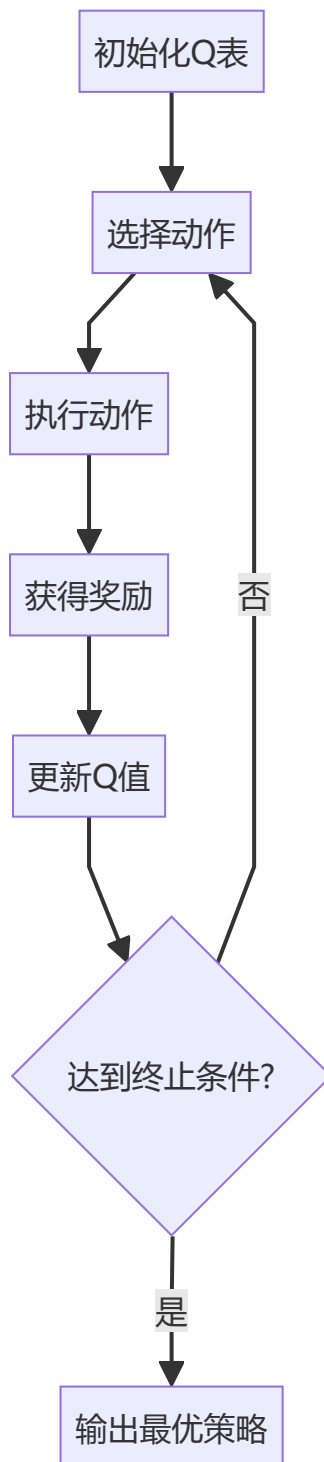 初始化Q表
选择动作
执行动作
获得奖励
否
更新Q值
达到终止条件?
是
输出最优策略